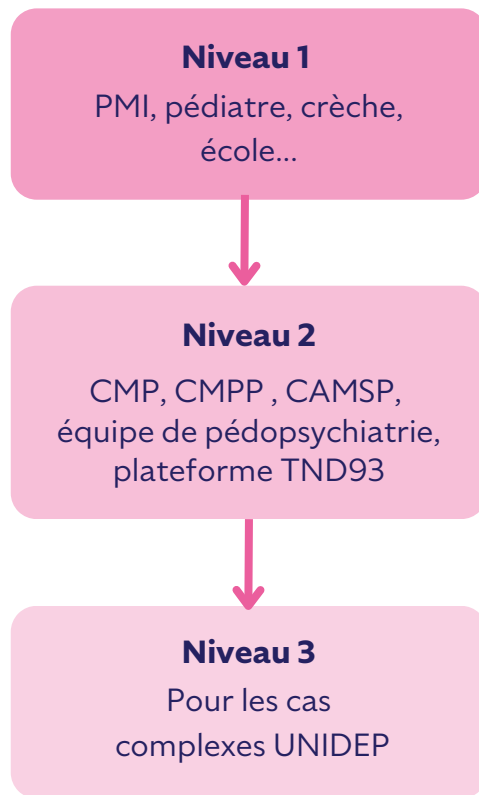 Niveau 1
PMI, pédiatre, crèche,
école...
Niveau 2
CMP, CMPP , CAMSP,
équipe de pédopsychiatrie,
plateforme TND93
Niveau 3
Pour les cas
complexes UNIDEP